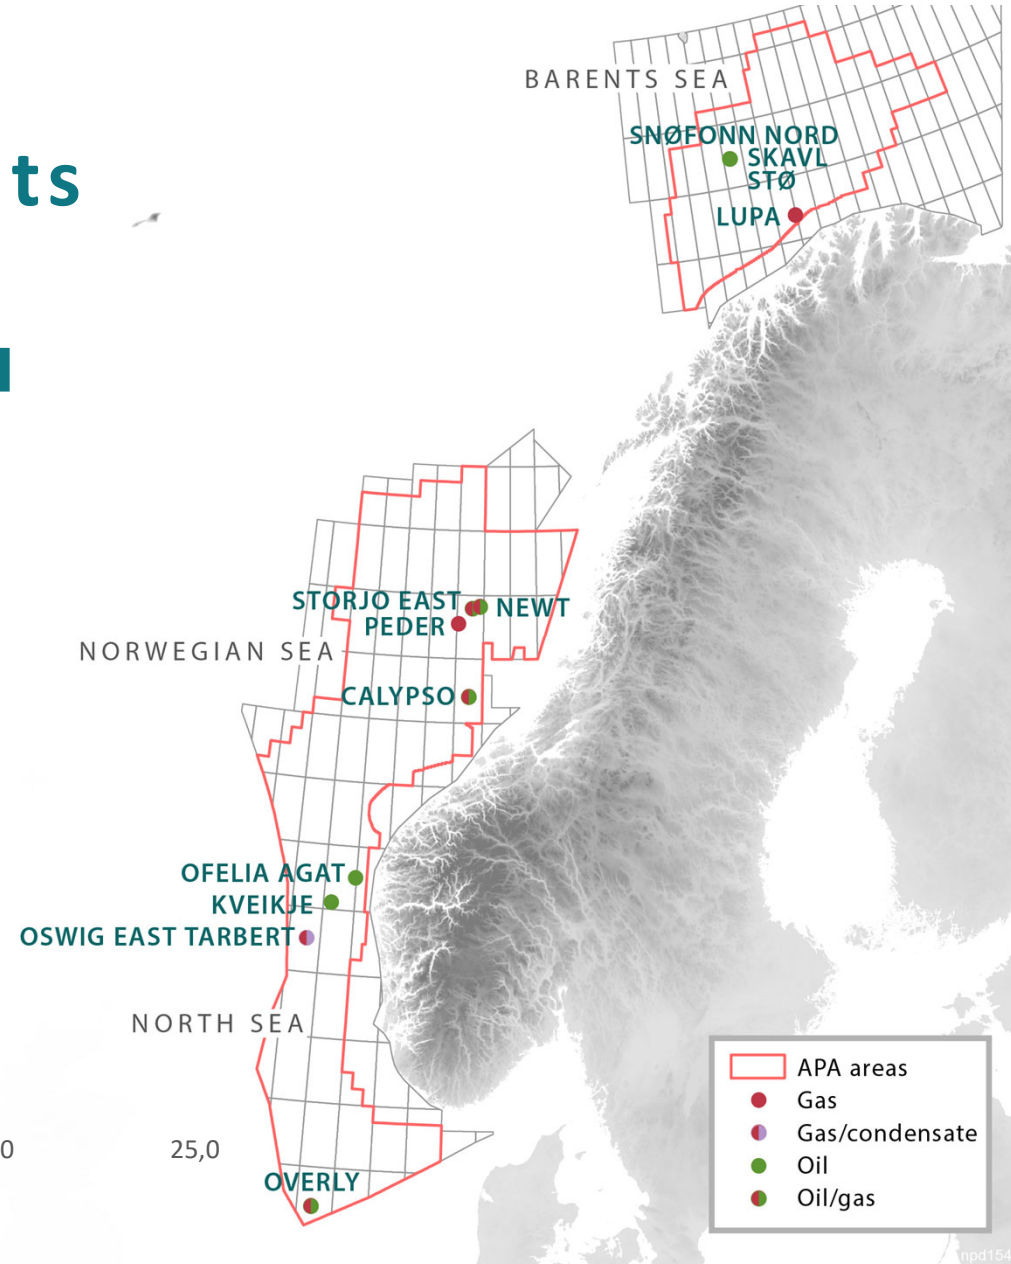 BARENTS SEA
SNØFONN NORD
SKAVL
ts
STØ
LUPA
STORJO EAST
NEWT
PEDER
NORWEGIAN SEA
CALYPSO
OFELIA AGAT
KVEIKJE
OSWIG EAST TARBERT
NORTH SEA
APA areas
Gas
Gas/condensate
Oil
Oil/gas
0
25,0
OVERLY
npd154